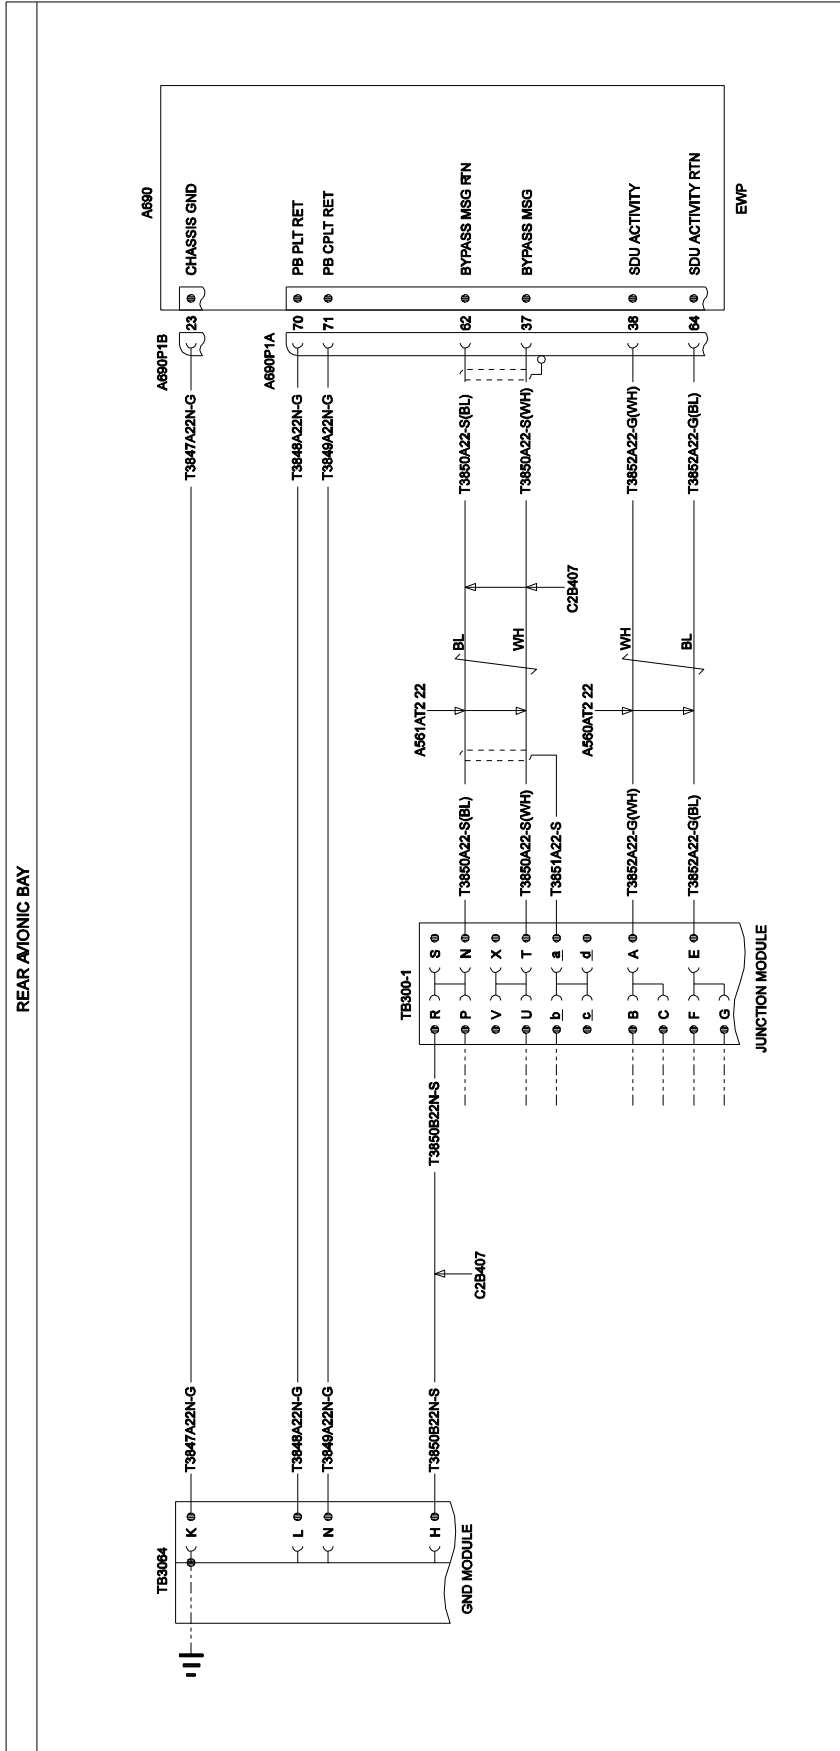 REAR AVIONIC BAY
A690
CHASSIS GND
PB PLT RET
PB CPLT RET
BYPASS MSG RTN
BYPASS MSG
SDU ACTIVITY
SDU ACTIVITY RTN
EWP
A690P1B
23
A690P1A
70
71
62
37
38
64
T3847A22N-G
T3848A22N-G
T3849A22N-G
T3850A22-S(BL)
T3850A22-S(WH)
T3852A22-G(WH)
T3852A22-G(BL)
C2B407
BL
WH
WH
BL
A561AT2 22
A560AT2 22
T3850A22-S(BL)
T3850A22-S(WH)
T3851A22-S
T3852A22-G(WH)
T3852A22-G(BL)
TB300-1
S
N
X
T
a
d
A
E
R
P
V
U
b
c
B
C
F
G
JUNCTION MODULE
T3850B22N-S
C2B407
T3847A22N-G
T3848A22N-G
T3849A22N-G
T3850B22N-S
TB3064
K
L
N
H
GND MODULE